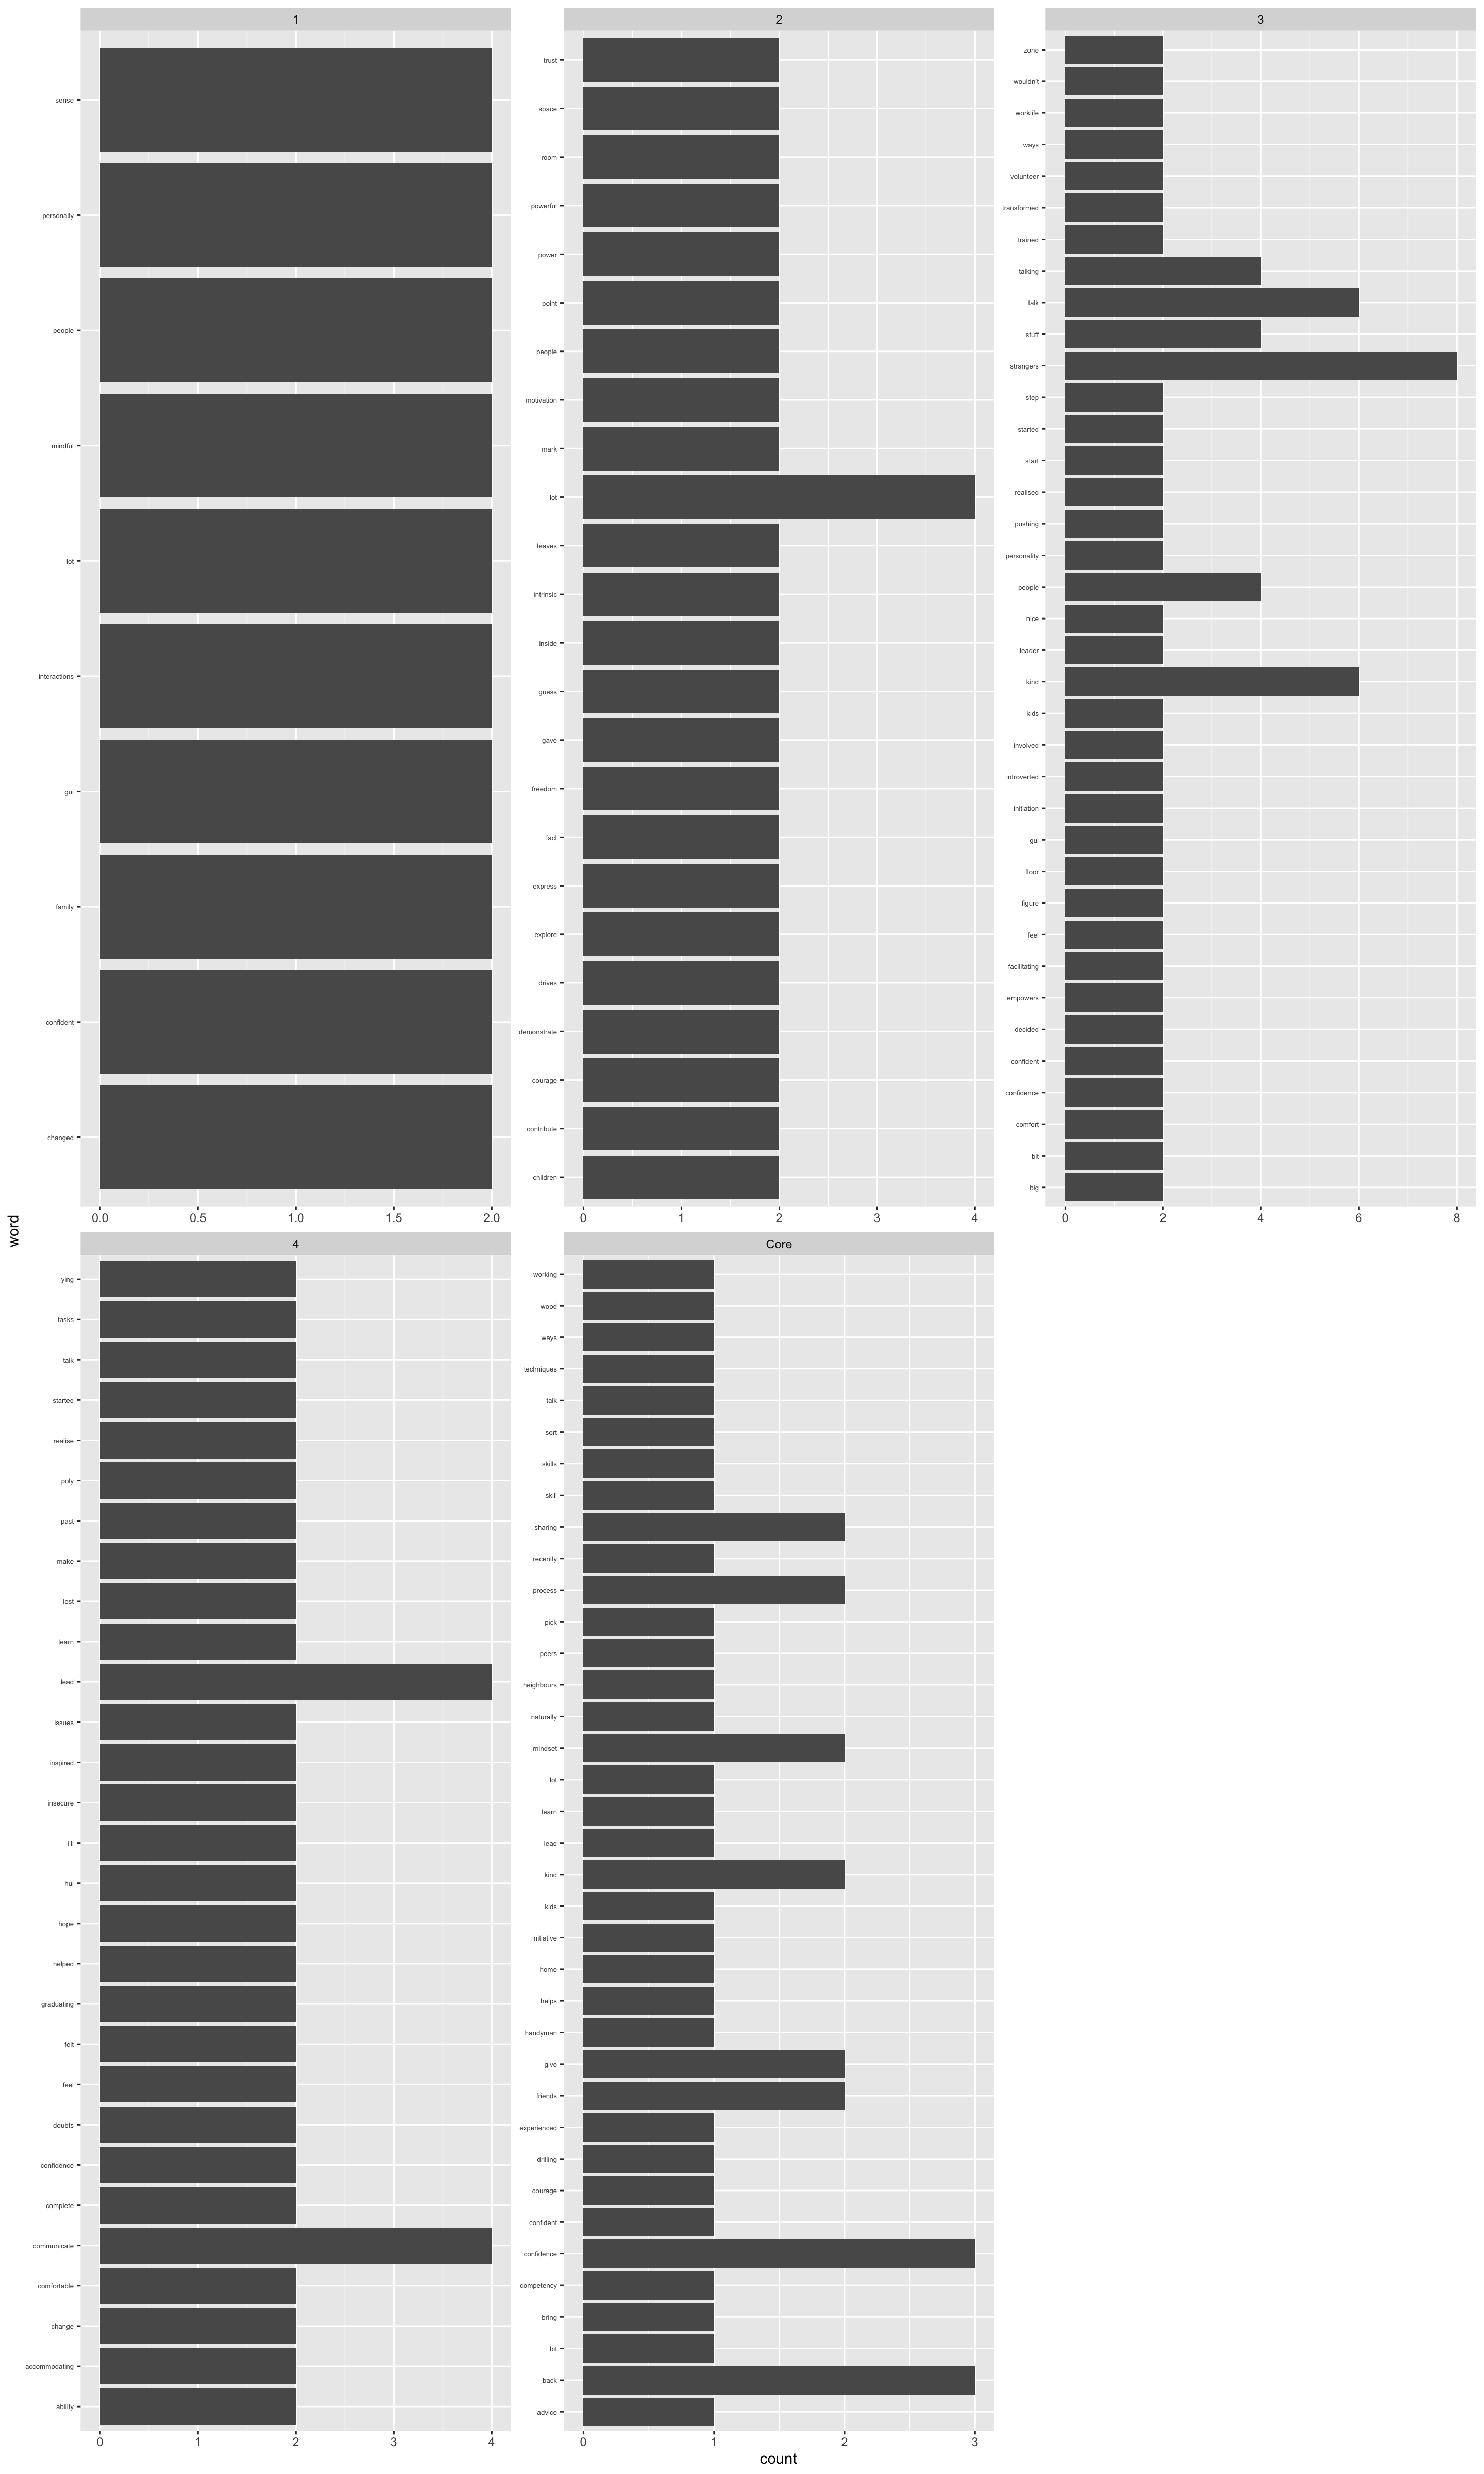 1
sense
personally
people
mindful
lot
interactions
gui
family
confident
changed
0.0 0.5 1.0 1.5 2.0
2
trust
space
room
powerful
power
point
people
motivation
mark
lot
leaves
intrinsic
inside
guess
gave
freedom
fact
express
explore
drives
demonstrate
courage
contribute
children
0 1 2 3 4
3
zone
wouldn't
worklife
ways
volunteer
transformed
trained
talking
talk
stuff
strangers
step
started
start
realised
pushing
personality
people
nice
leader
kind
kids
involved
introverted
initiation
gui
floor
figure
feel
facilitating
empowers
decided
confident
confidence
comfort
bit
big
0 2 4 6 8
word
4
ying
tasks
talk
started
realise
poly
past
make
lost
learn
lead
issues
inspired
insecure
i'll
hui
hope
helped
graduating
felt
feel
doubts
confidence
complete
communicate
comfortable
change
accommodating
ability
0 1 2 3 4
Core
working
wood
ways
techniques
talk
sort
skills
skill
sharing
recently
process
pick
peers
neighbours
naturally
mindset
lot
learn
lead
kind
kids
initiative
home
helps
handyman
give
friends
experienced
drilling
courage
confident
confidence
competency
bring
bit
back
advice
0 1 2 3
count